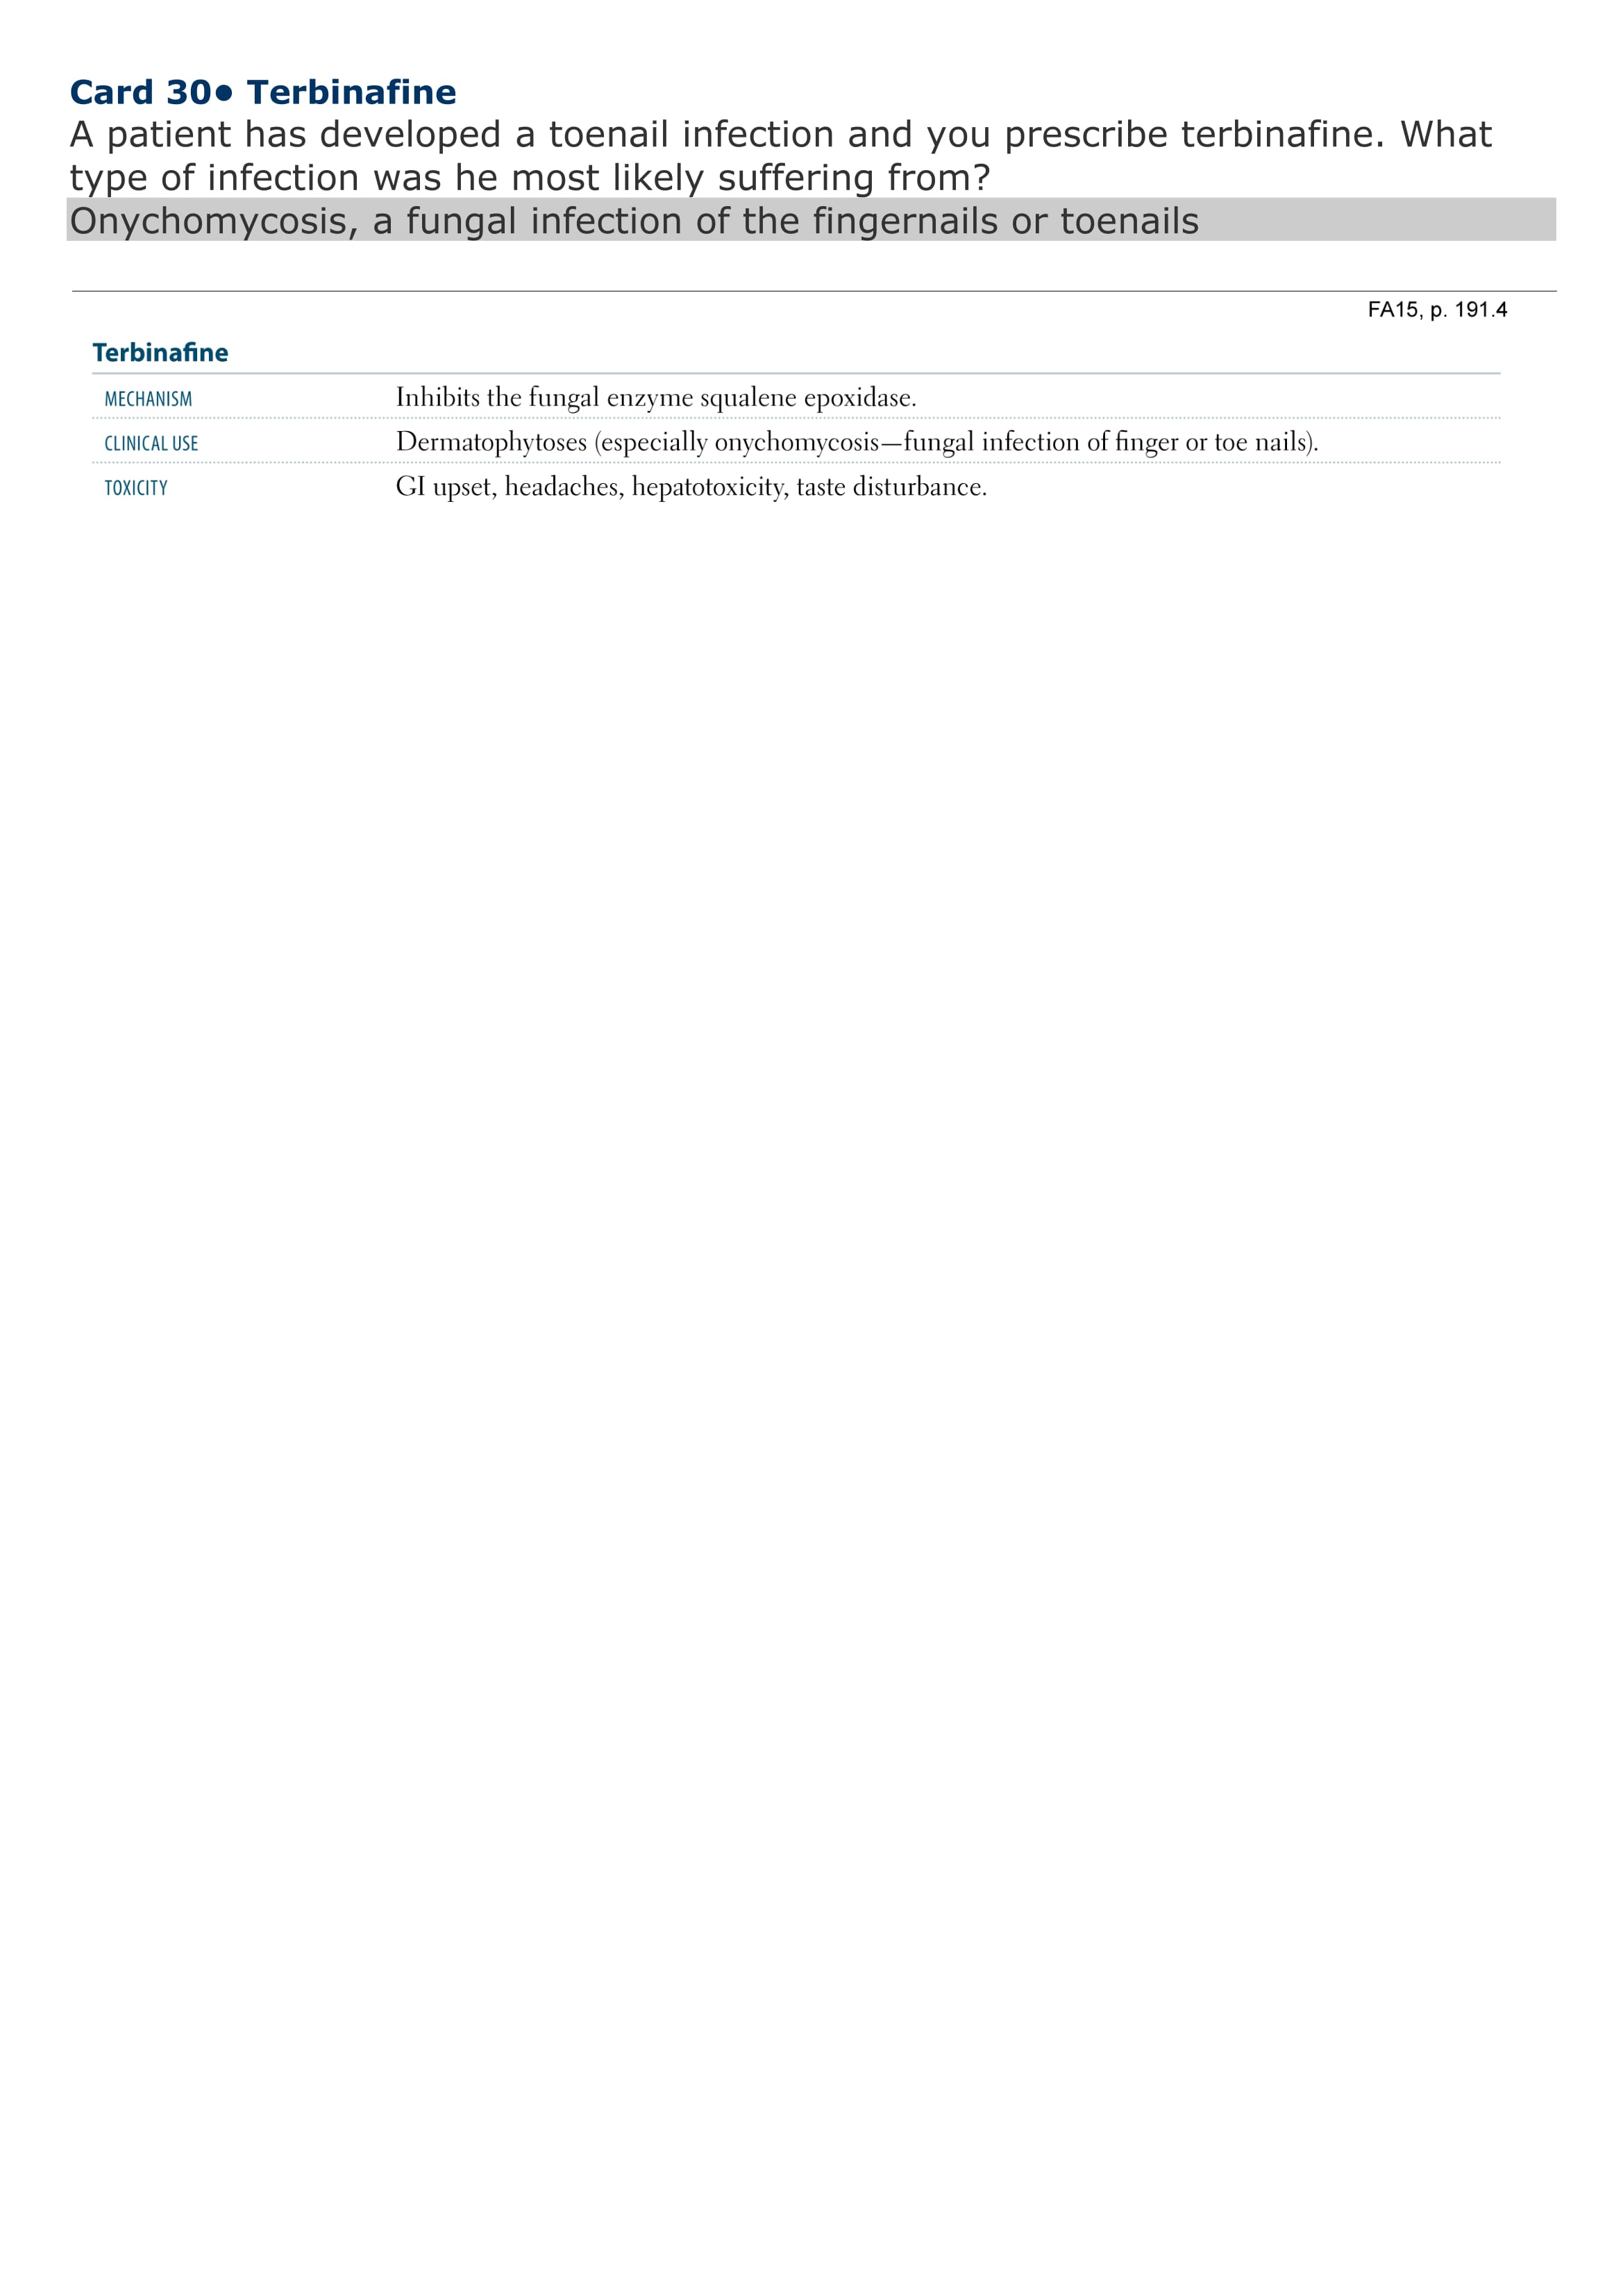 Card 30• Terbinafine
A patient has developed a toenail infection and you prescribe terbinafine. What
type of infection was he most likely suffering from?
Onychomycosis, a fungal infection of the fingernails or toenails
FA15, p. 191.4
Terbinafine
MECHANISM Inhibits the fungal enzyme squalene epoxidase.
CLINICAL USE Dermatophytoses (especially onychomycosis—fungal infection of finger or toe nails).
TOXICITY GI upset, headaches, hepatotoxicity, taste disturbance.